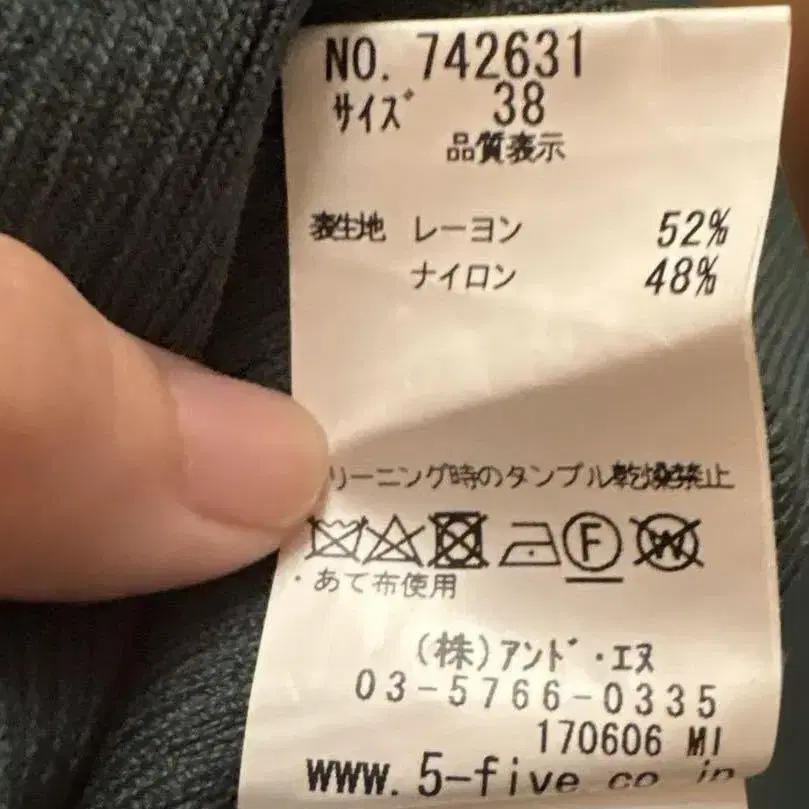 NO. 742631
サイズ 38
品質表示
表生地 レーヨン 52%
ナイロン 48%
リーニング時のタンブル乾燥禁止
F W
・あて布使用
(株)アンド・エヌ
03-5766-0335
170606 MI
www.5-five.co.jp